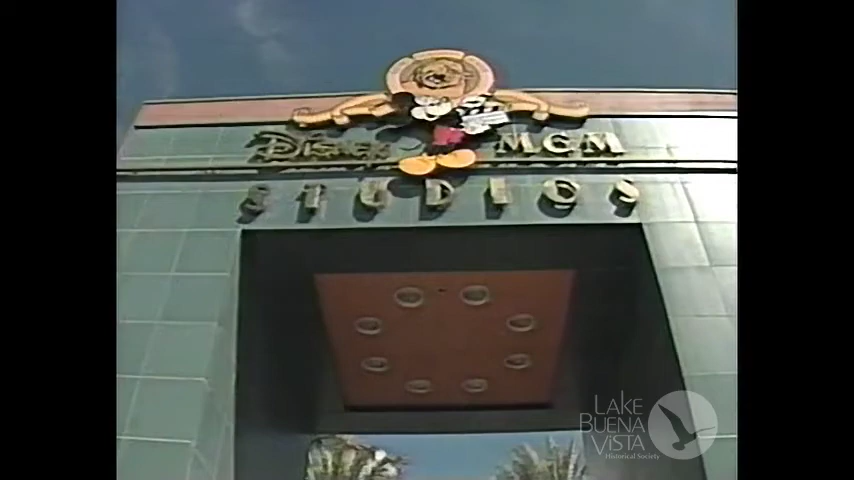 Disney MGM
STUDIOS
LAKE
BUENA
VISTA
Historical Society